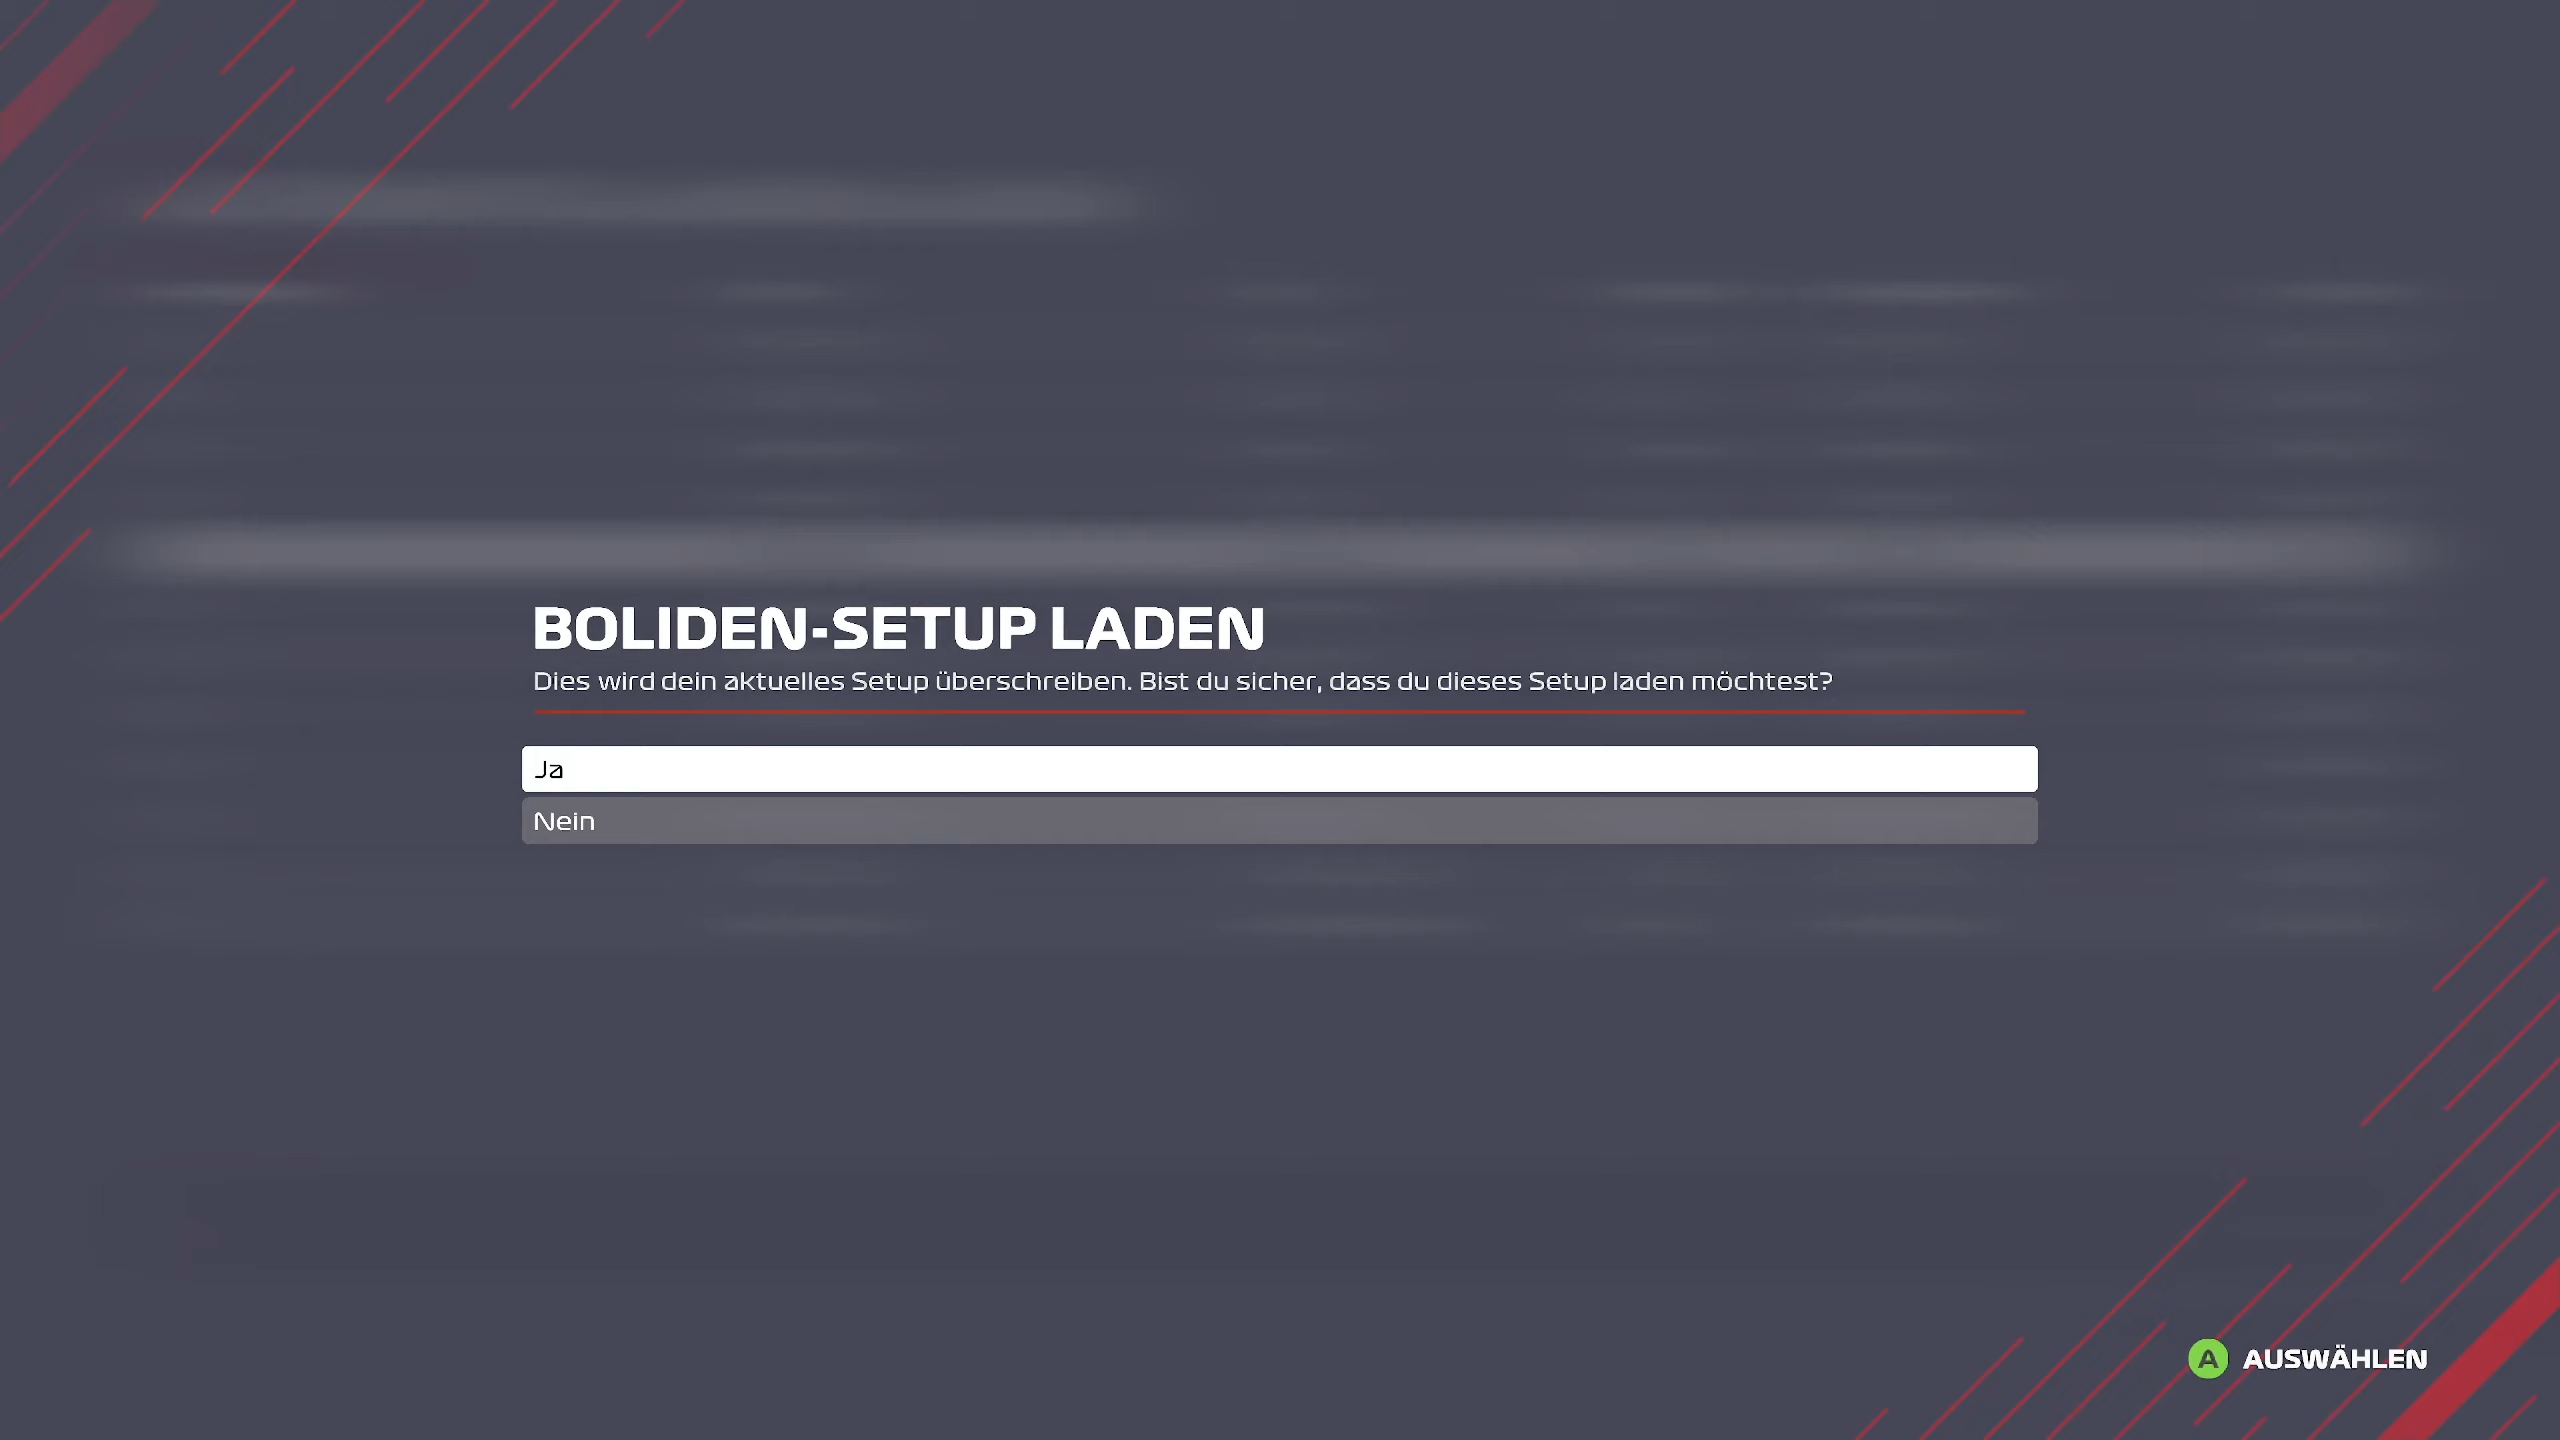 BOLIDEN-SETUP LADEN
Dies wird dein aktuelles Setup überschreiben. Bist du sicher, dass du dieses Setup laden möchtest?
Ja
Nein
A AUSWÄHLEN